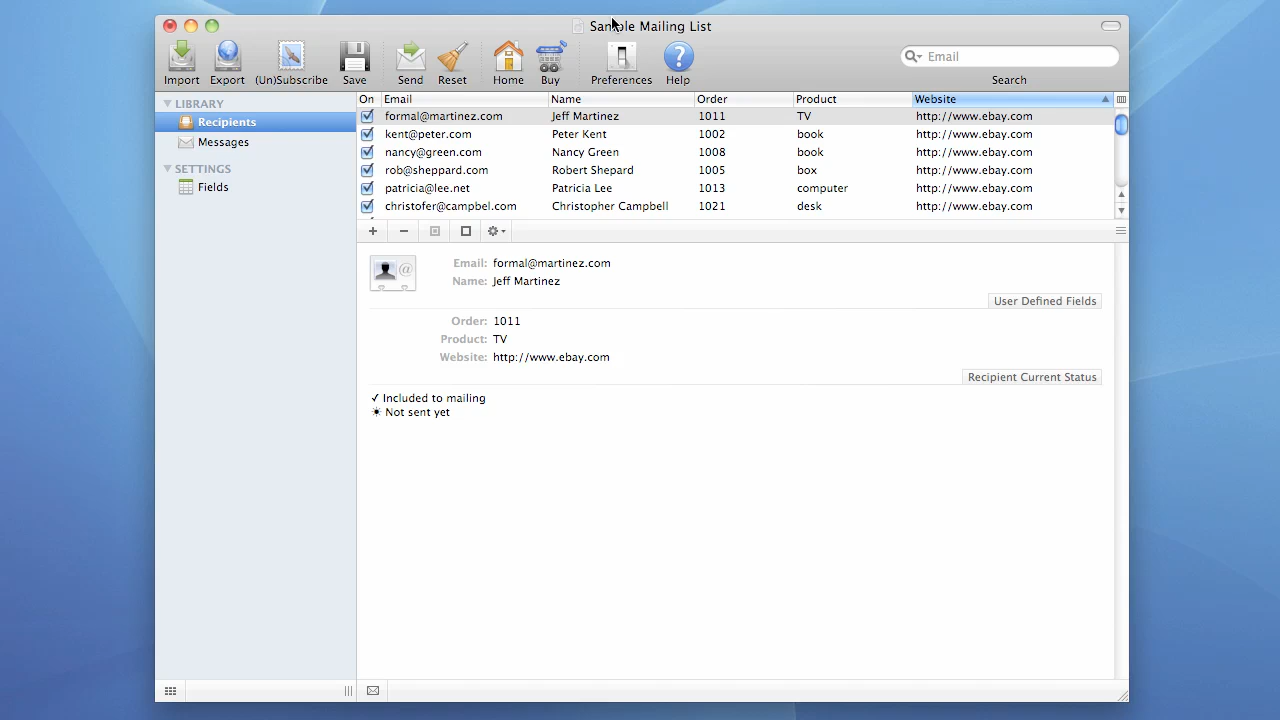 Sample Mailing List
Import Export (Un)Subscribe Save Send Reset Home Buy Preferences Help Email Search
LIBRARY
Recipients
Messages
SETTINGS
Fields
On Email Name Order Product Website
formal@martinez.com Jeff Martinez 1011 TV http://www.ebay.com
kent@peter.com Peter Kent 1002 book http://www.ebay.com
nancy@green.com Nancy Green 1008 book http://www.ebay.com
rob@sheppard.com Robert Shepard 1005 box http://www.ebay.com
patricia@lee.net Patricia Lee 1013 computer http://www.ebay.com
christofer@campbel.com Christopher Campbell 1021 desk http://www.ebay.com
Email: formal@martinez.com
Name: Jeff Martinez
User Defined Fields
Order: 1011
Product: TV
Website: http://www.ebay.com
Recipient Current Status
✓ Included to mailing
☀ Not sent yet